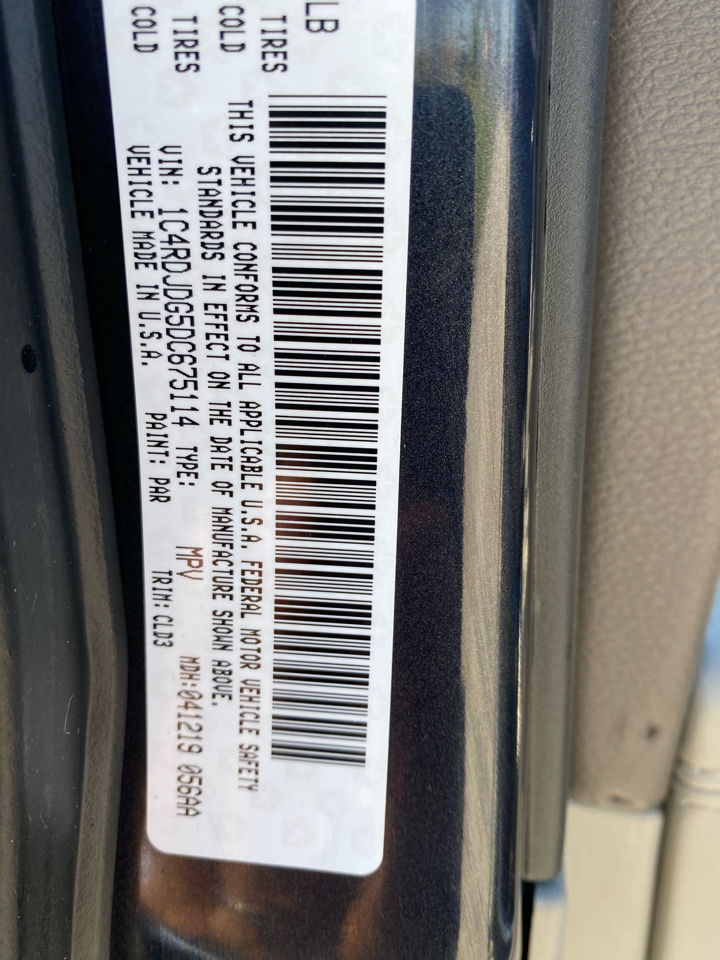 LB
TIRES COLD
TIRES COLD
THIS VEHICLE CONFORMS TO ALL APPLICABLE U.S.A. FEDERAL MOTOR VEHICLE SAFETY
STANDARDS IN EFFECT ON THE DATE OF MANUFACTURE SHOWN ABOVE.
VIN: 1C4RDJDG5DC675114 TYPE: MPV MDH:041219 056AA
VEHICLE MADE IN U.S.A. PAINT: PAR TRIM: CLD3